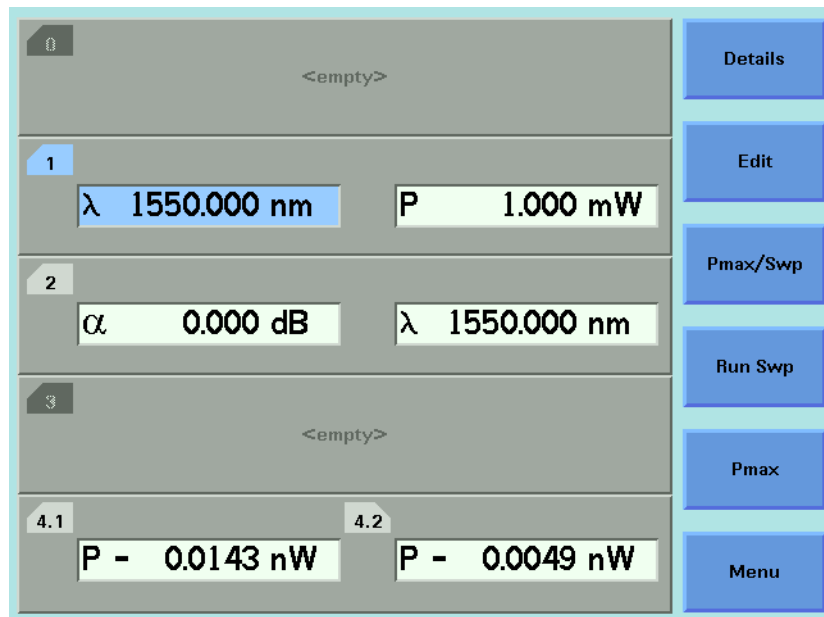 0
<empty>
1
λ 1550.000 nm
P 1.000 mW
2
α 0.000 dB
λ 1550.000 nm
3
<empty>
4.1
P - 0.0143 nW
4.2
P - 0.0049 nW
Details
Edit
Pmax/Swp
Run Swp
Pmax
Menu